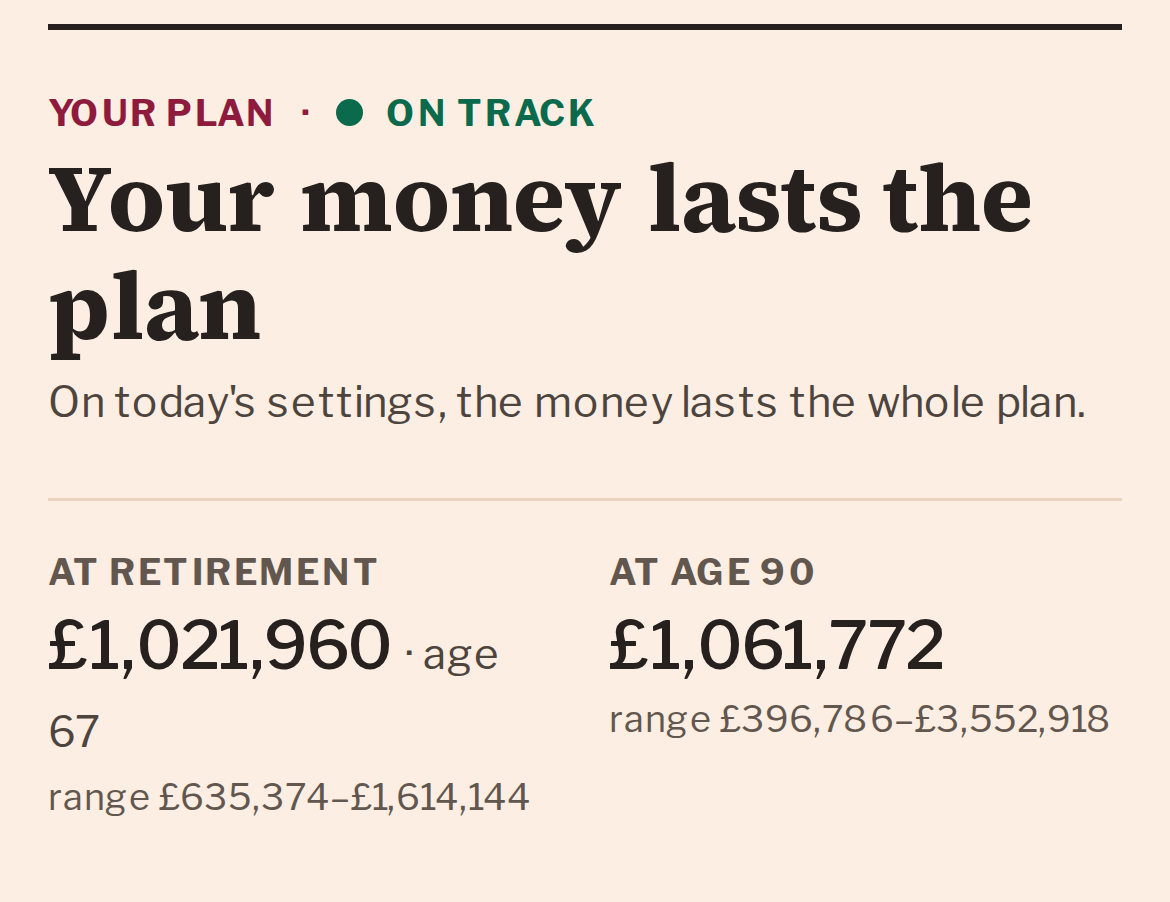 YOUR PLAN · ON TRACK
Your money lasts the
plan
On today's settings, the money lasts the whole plan.
AT RETIREMENT
£1,021,960 · age
67
range £635,374–£1,614,144
AT AGE 90
£1,061,772
range £396,786–£3,552,918